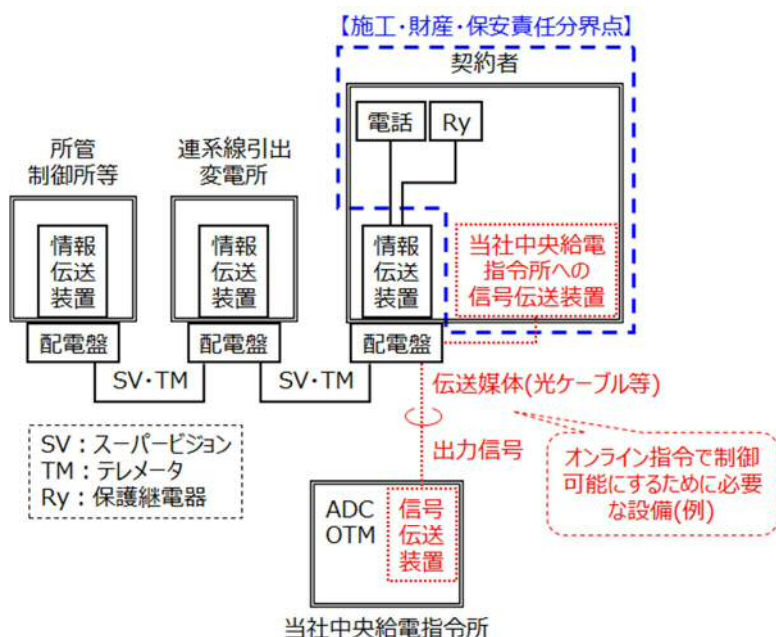 【施工・財産・保安責任分界点】
契約者
電話
Ry
所管
制御所等
連系線引出
変電所
情報
伝送
装置
情報
伝送
装置
情報
伝送
装置
当社中央給電
指令所への
信号伝送装置
配電盤
配電盤
配電盤
SV・TM
SV・TM
伝送媒体(光ケーブル等)
出力信号
SV：スーパービジョン
TM：テレメータ
Ry：保護継電器
オンライン指令で制御
可能にするために必要
な設備(例)
ADC
OTM
信号
伝送
装置
当社中央給電指令所